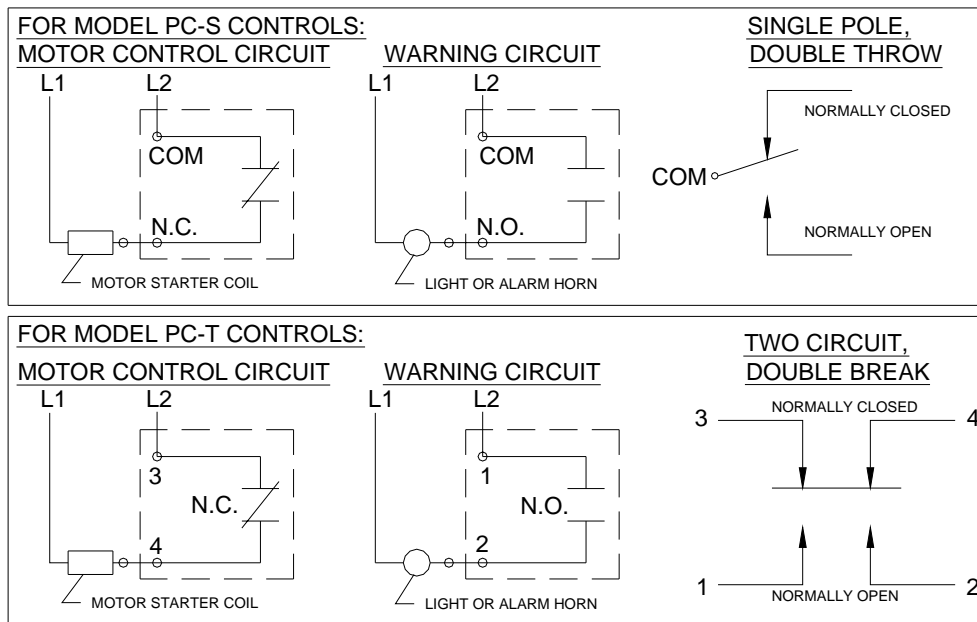 FOR MODEL PC-S CONTROLS:
MOTOR CONTROL CIRCUIT
L1
L2
COM
N.C.
MOTOR STARTER COIL
WARNING CIRCUIT
L1
L2
COM
N.O.
LIGHT OR ALARM HORN
SINGLE POLE,
DOUBLE THROW
NORMALLY CLOSED
COM
NORMALLY OPEN
FOR MODEL PC-T CONTROLS:
MOTOR CONTROL CIRCUIT
L1
L2
3
N.C.
4
MOTOR STARTER COIL
WARNING CIRCUIT
L1
L2
1
N.O.
2
LIGHT OR ALARM HORN
TWO CIRCUIT,
DOUBLE BREAK
NORMALLY CLOSED
3
4
1
NORMALLY OPEN
2